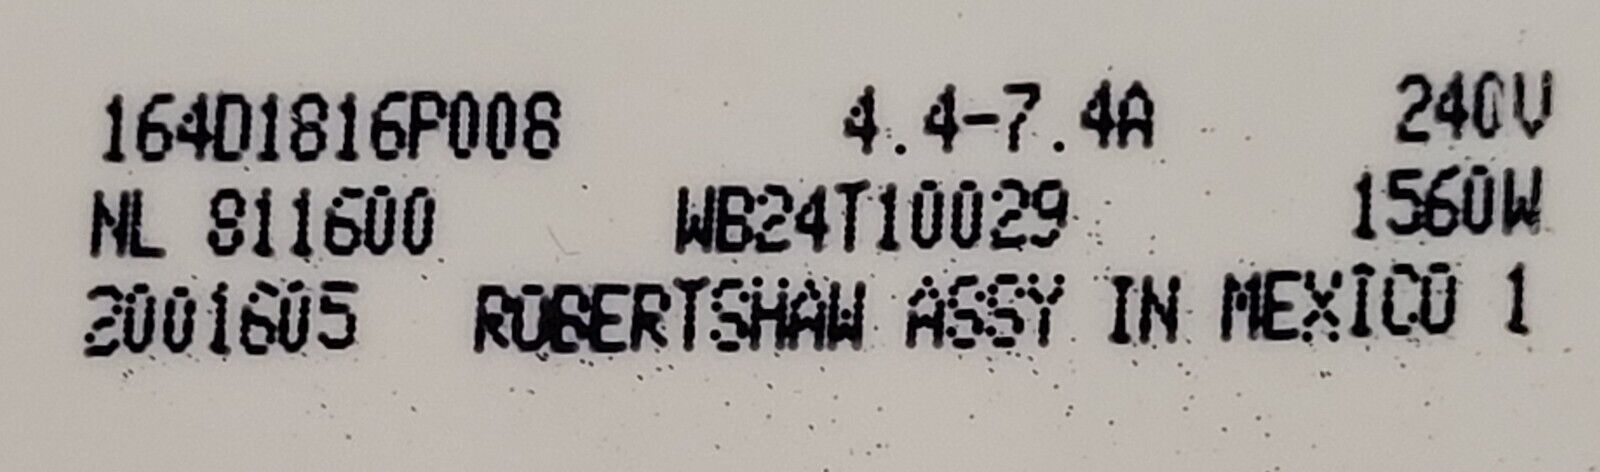 164D1816P008 4.4-7.4A 240V
NL 811600 WB24T10029 1560W
2001605 ROBERTSHAW ASSY IN MEXICO 1